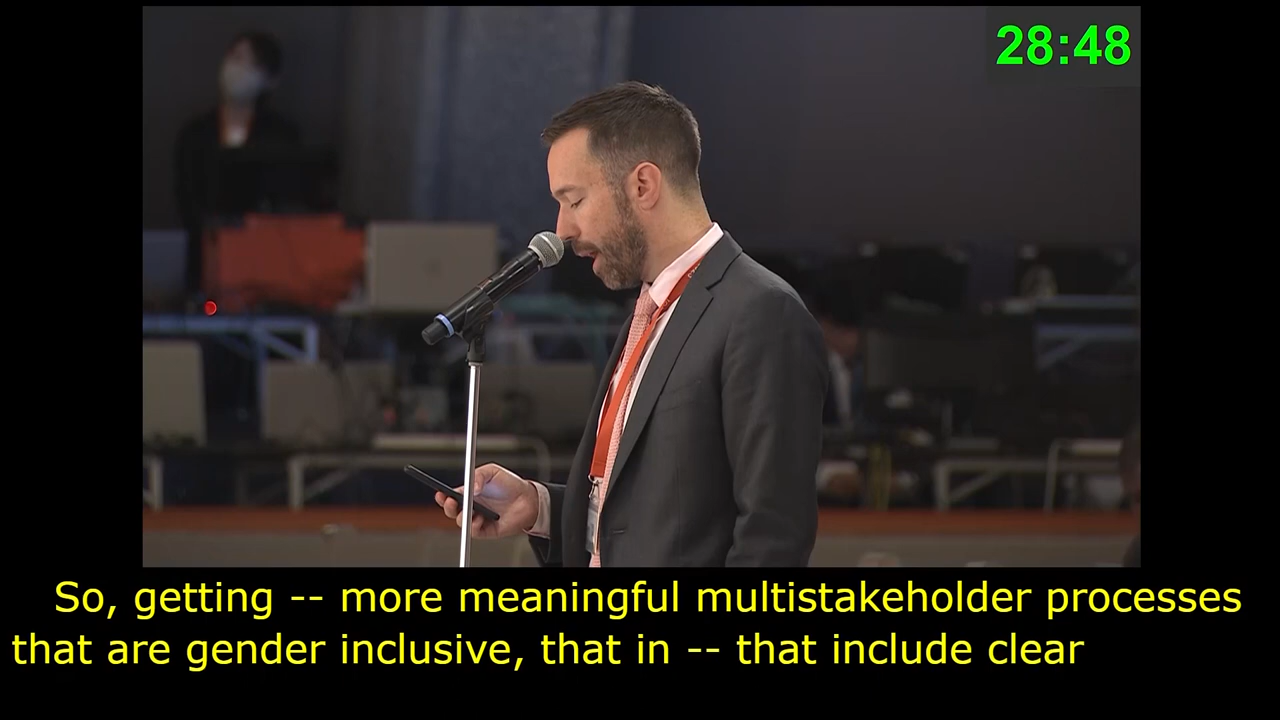 28:48
So, getting -- more meaningful multistakeholder processes
that are gender inclusive, that in -- that include clear